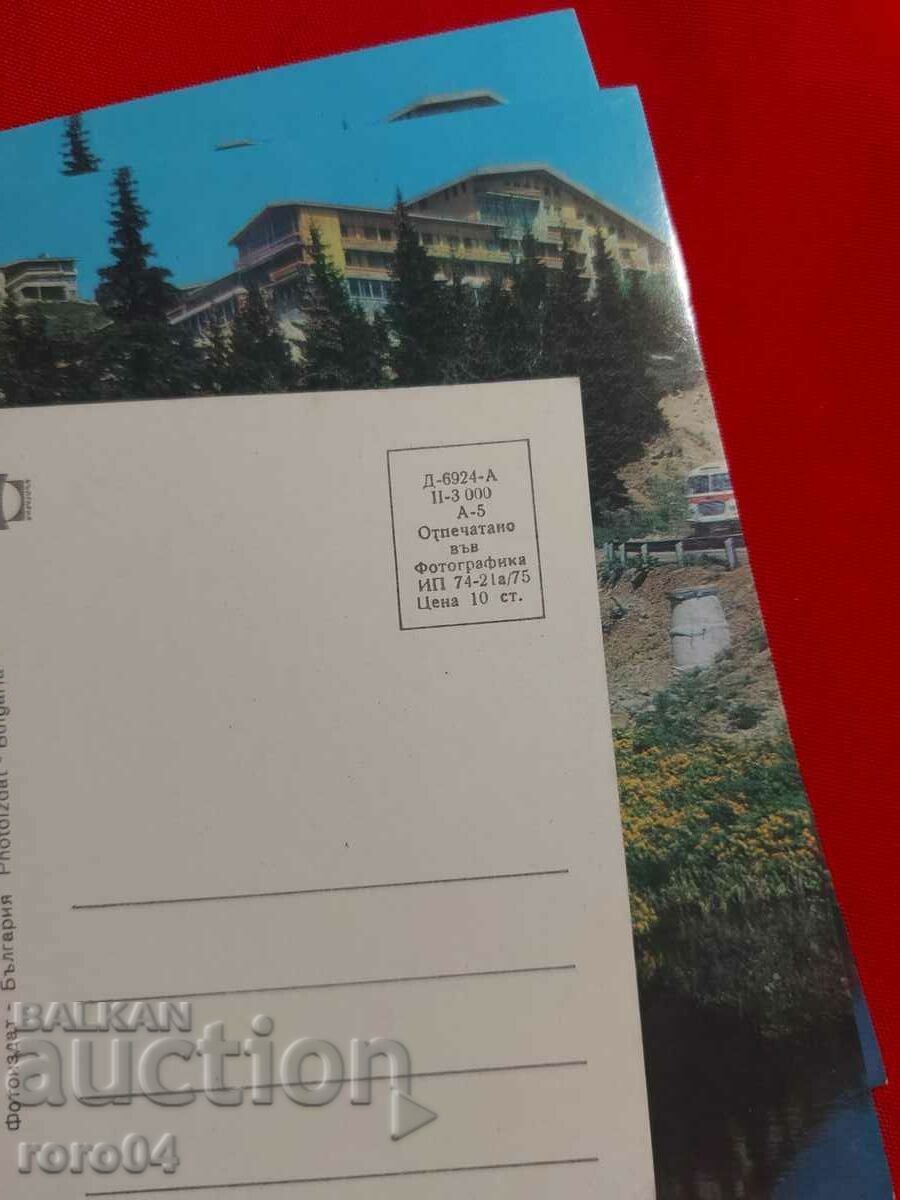 Д-6924-А
II-3 000
А-5
Отпечатано
във
Фотографика
ИП 74-21а/75
Цена 10 ст.
Фотоиздат - България Photoizdat - Bulgaria
BALKAN
auction
roro04